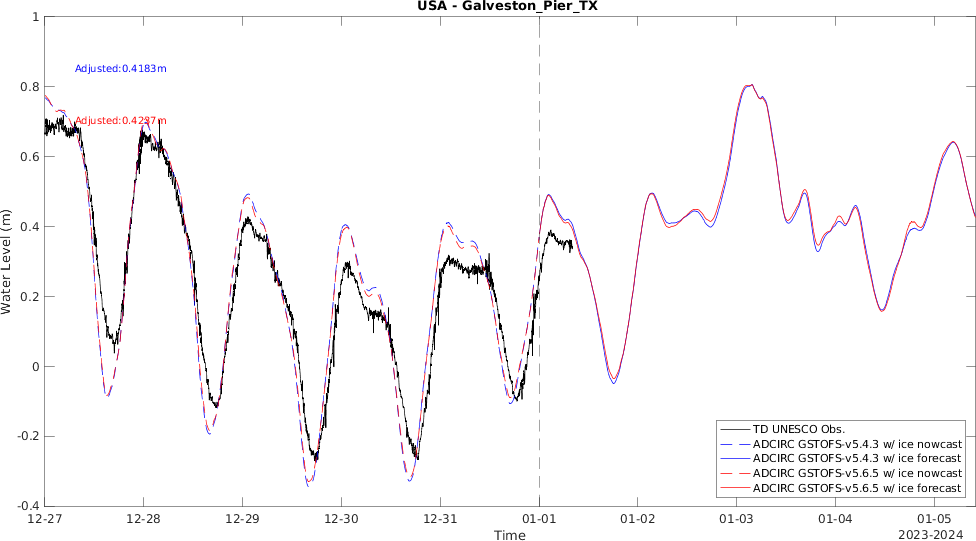 USA - Galveston_Pier_TX
Adjusted:0.4183m
Adjusted:0.4237m
Water Level (m)
1
0.8
0.6
0.4
0.2
0
-0.2
-0.4
12-27 12-28 12-29 12-30 12-31 01-01 01-02 01-03 01-04 01-05
Time
2023-2024
TD UNESCO Obs.
ADCIRC GSTOFS-v5.4.3 w/ ice nowcast
ADCIRC GSTOFS-v5.4.3 w/ ice forecast
ADCIRC GSTOFS-v5.6.5 w/ ice nowcast
ADCIRC GSTOFS-v5.6.5 w/ ice forecast